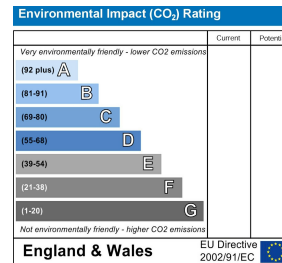 Environmental Impact (CO₂) Rating
Current Potenti
Very environmentally friendly - lower CO2 emissions
(92 plus) A
(81-91) B
(69-80) C
(55-68) D
(39-54) E
(21-38) F
(1-20) G
Not environmentally friendly - higher CO2 emissions
England & Wales
EU Directive
2002/91/EC